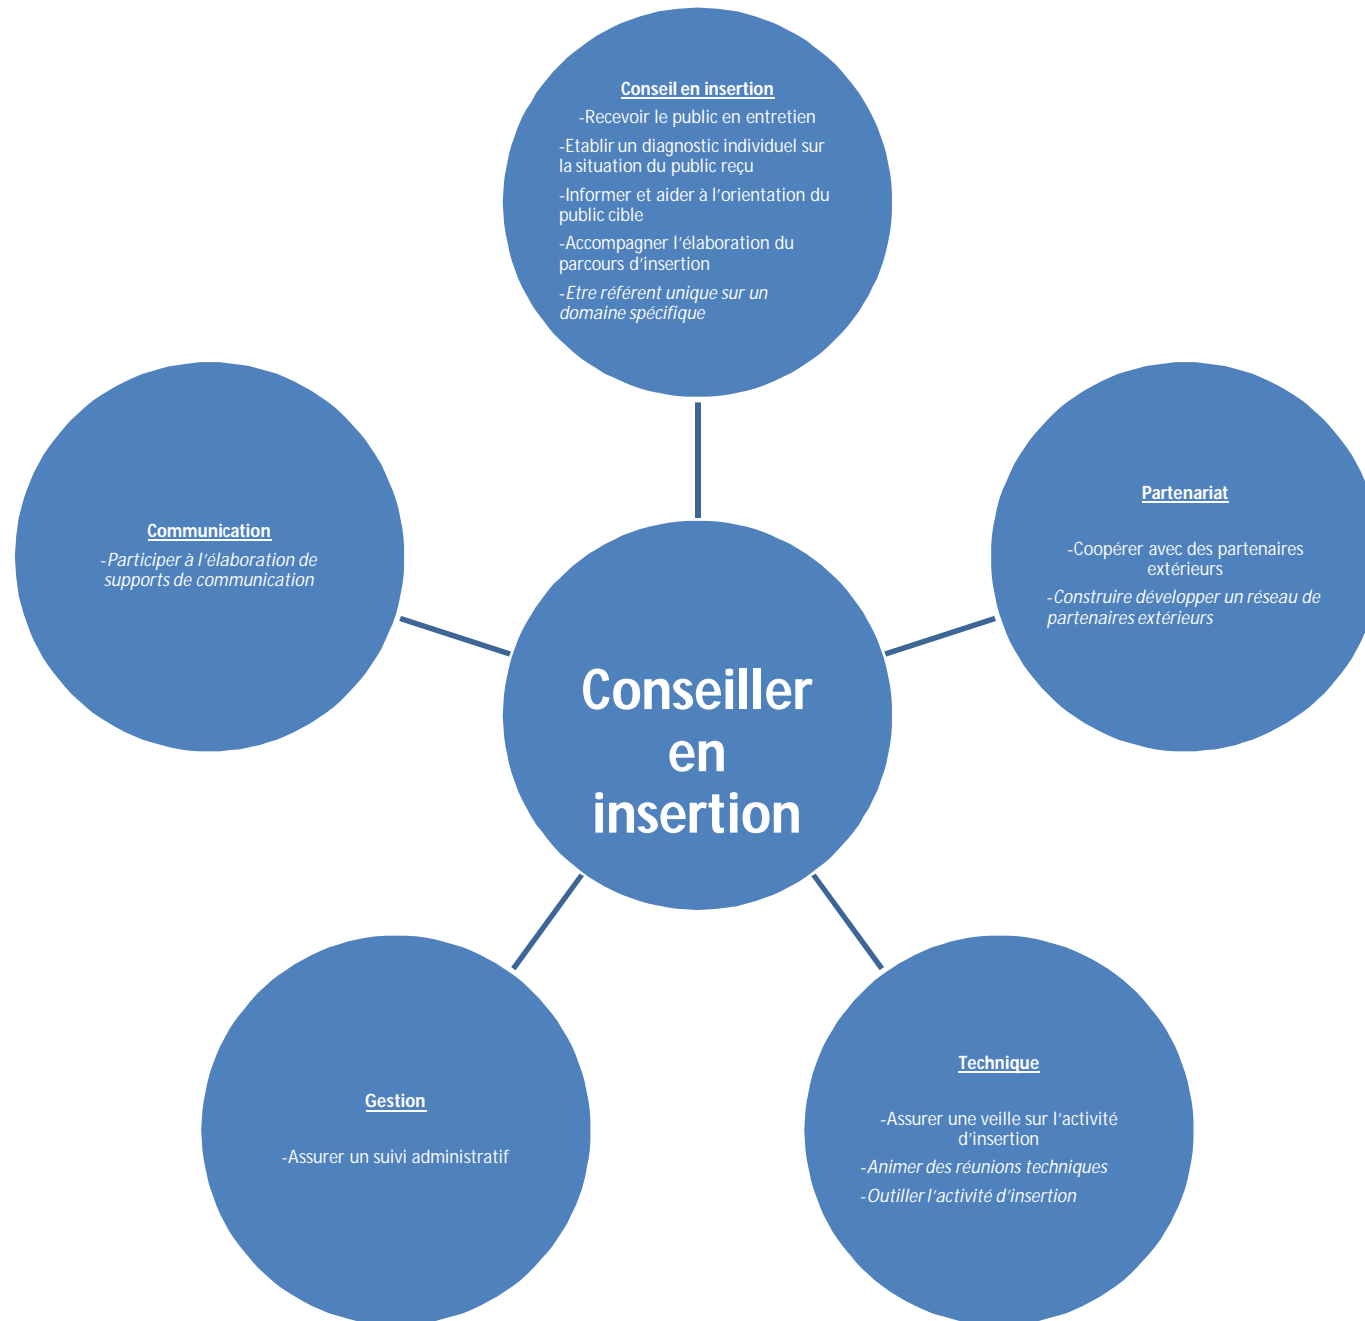 Conseil en insertion
-Recevoir le public en entretien
-Etablir un diagnostic individuel sur
la situation du public reçu
-Informer et aider à l'orientation du
public cible
-Accompagner l'élaboration du
parcours d'insertion
-Etre référent unique sur un
domaine spécifique
Partenariat
-Coopérer avec des partenaires
extérieurs
-Construire développer un réseau de
partenaires extérieurs
Technique
-Assurer une veille sur l'activité
d'insertion
-Animer des réunions techniques
-Outiller l'activité d'insertion
Gestion
-Assurer un suivi administratif
Communication
-Participer à l'élaboration de
supports de communication
Conseiller
en
insertion